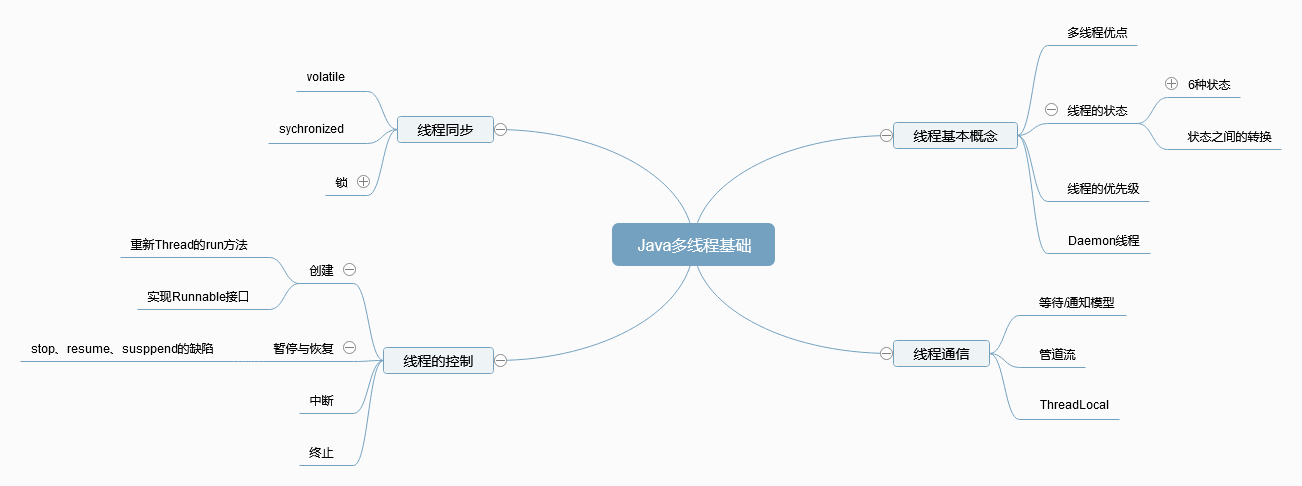 Java多线程基础
线程基本概念
多线程优点
线程的状态
6种状态
状态之间的转换
线程的优先级
Daemon线程
线程通信
等待/通知模型
管道流
ThreadLocal
线程同步
volatile
sychronized
锁
线程的控制
创建
重新Thread的run方法
实现Runnable接口
暂停与恢复
stop、resume、susppend的缺陷
中断
终止